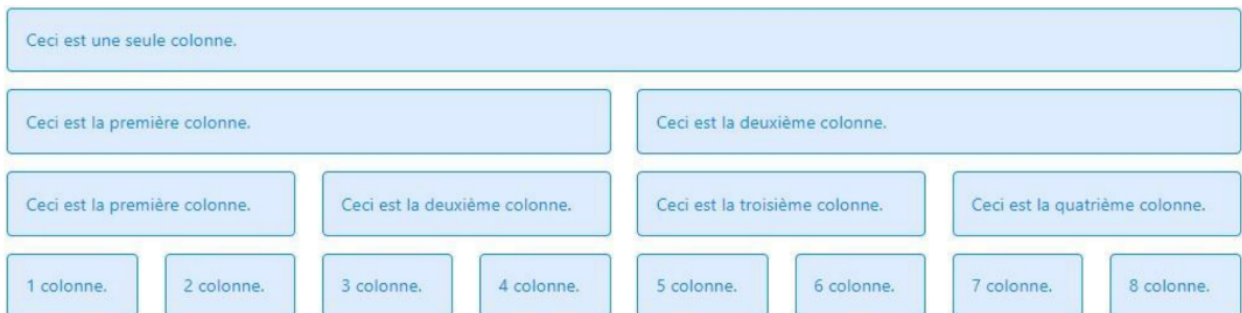 Ceci est une seule colonne.
Ceci est la première colonne. Ceci est la deuxième colonne.
Ceci est la première colonne. Ceci est la deuxième colonne. Ceci est la troisième colonne. Ceci est la quatrième colonne.
1 colonne. 2 colonne. 3 colonne. 4 colonne. 5 colonne. 6 colonne. 7 colonne. 8 colonne.